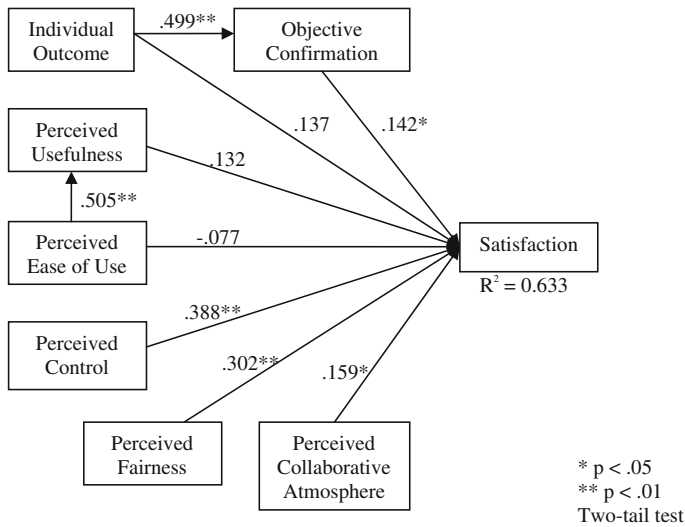 Individual
Outcome
.499**
Objective
Confirmation
.137
.142*
Perceived
Usefulness
.132
.505**
Perceived
Ease of Use
-.077
Satisfaction
R² = 0.633
.388**
Perceived
Control
.302**
.159*
Perceived
Fairness
Perceived
Collaborative
Atmosphere
* p < .05
** p < .01
Two-tail test